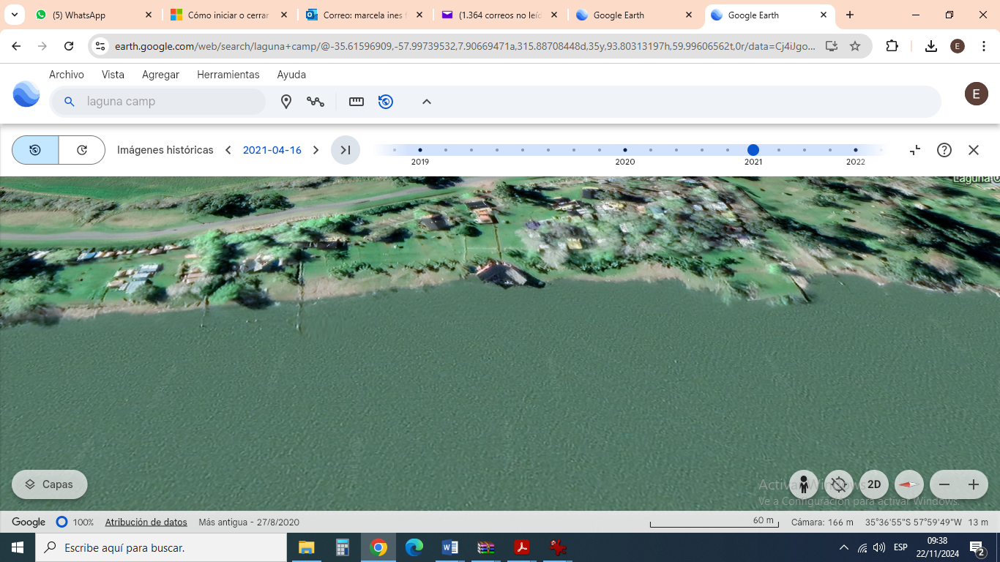 (5) WhatsApp
Cómo iniciar o cerrar
Correo: marcela ines f
(1.364 correos no leíd
Google Earth
Google Earth
earth.google.com/web/search/laguna+camp/@-35.61596909,-57.99739532,7.90669471a,315.88708448d,35y,93.80313197h,59.99606562t,0r/data=Cj4iJgo...
E
Archivo Vista Agregar Herramientas Ayuda
laguna camp
E
Imágenes históricas
2021-04-16
2019
2020
2021
2022
Laguna C
Capas
2D
Activar Windows
Ve a Configuración para activar Windows.
Google 100% Atribución de datos Más antigua - 27/8/2020
60 m
Cámara: 166 m 35°36'55"S 57°59'49"W 13 m
Escribe aquí para buscar.
ESP
09:38
22/11/2024
2